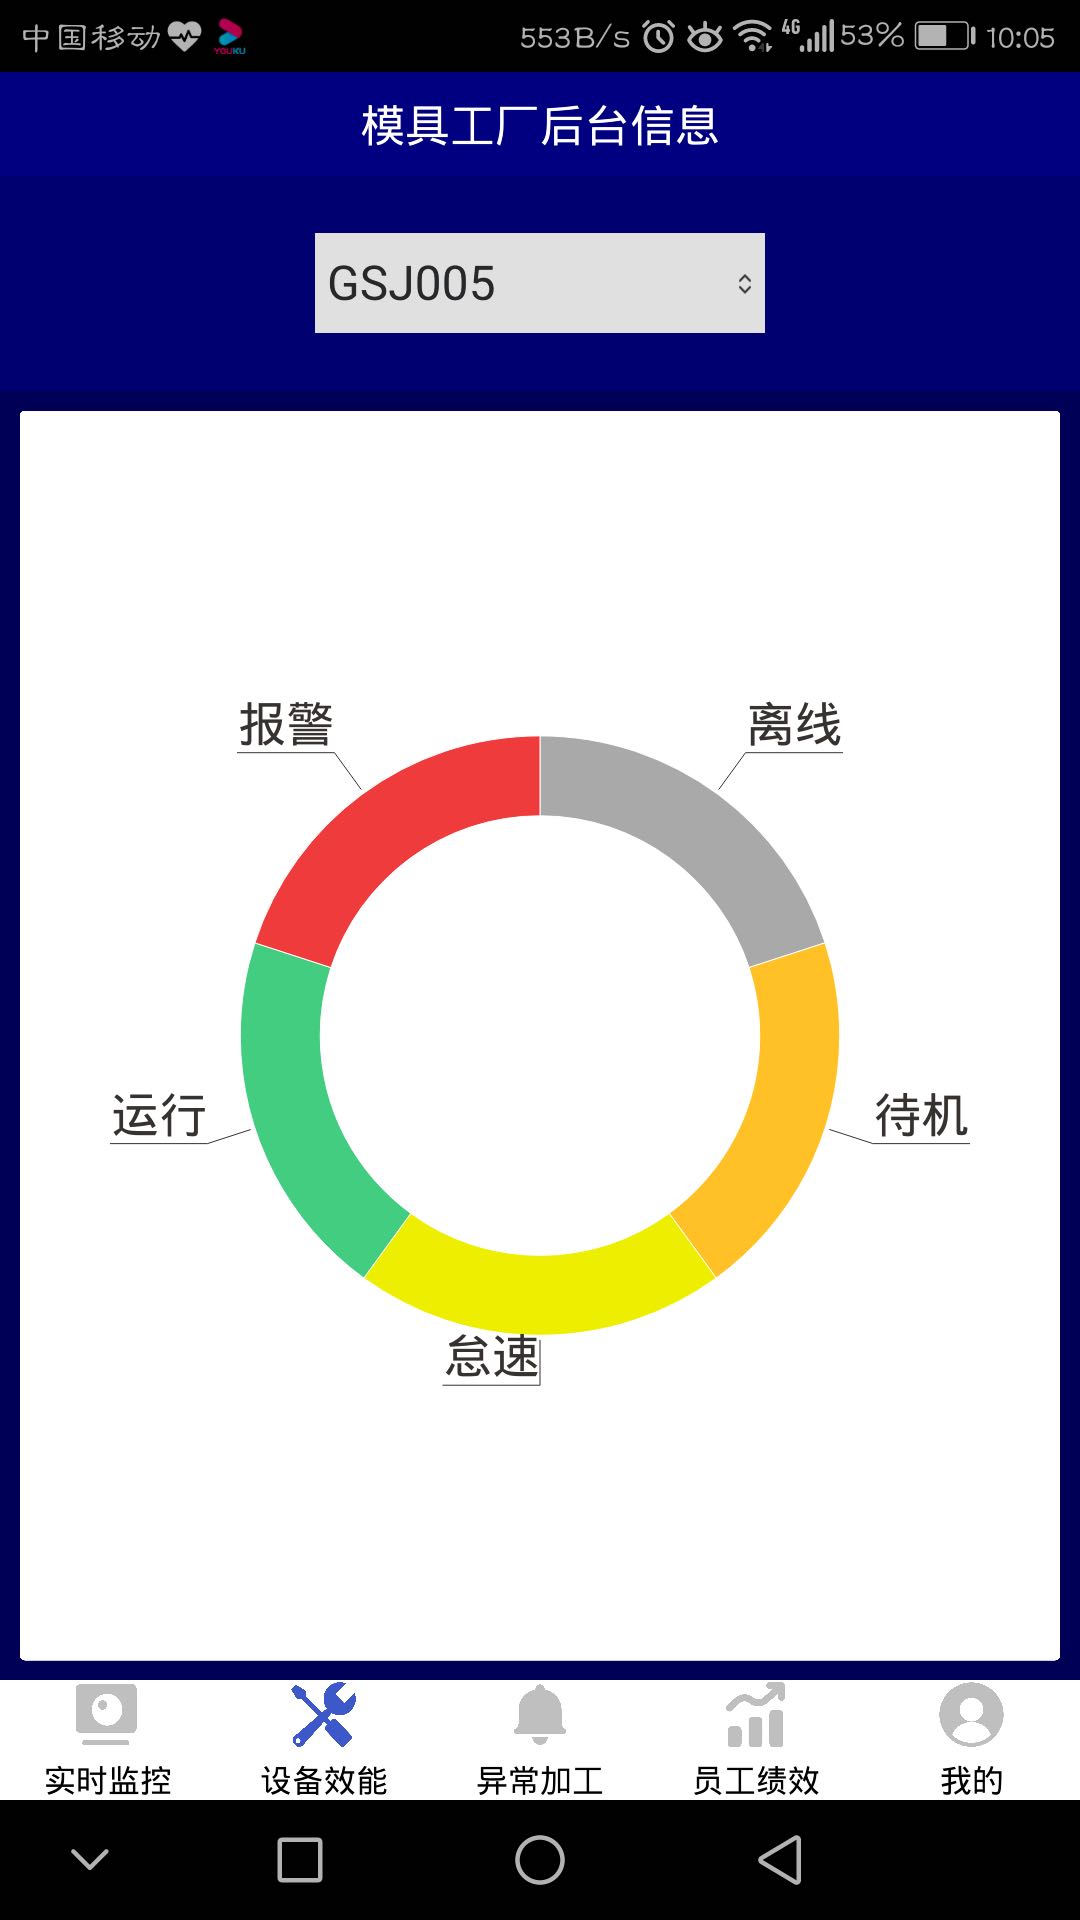 中国移动 YOUKU 553B/s 4G 53% 10:05
模具工厂后台信息
GSJ005
报警 离线
运行 待机
怠速
实时监控 设备效能 异常加工 员工绩效 我的